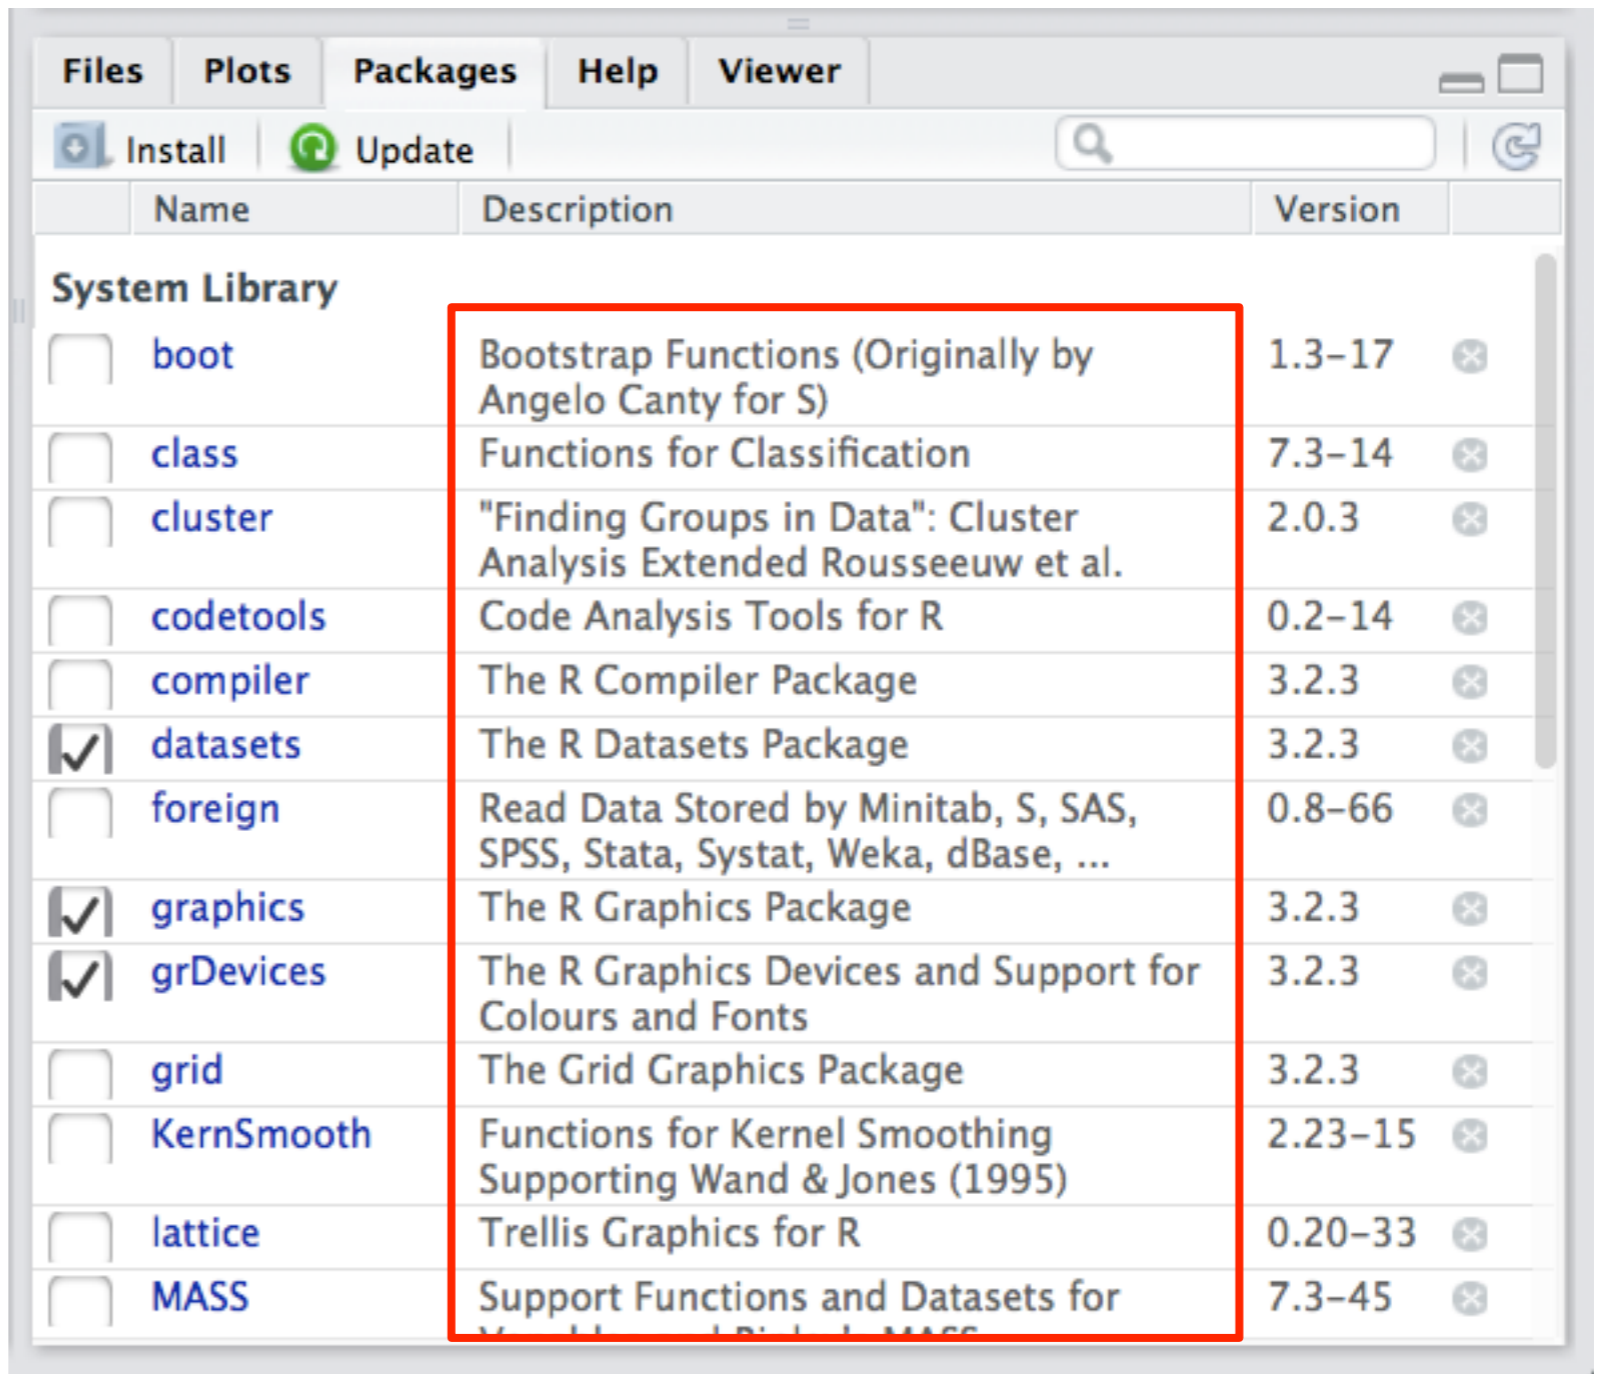 Files Plots Packages Help Viewer
Install Update
Name Description Version
System Library
boot Bootstrap Functions (Originally by 1.3-17
Angelo Canty for S)
class Functions for Classification 7.3-14
cluster "Finding Groups in Data": Cluster 2.0.3
Analysis Extended Rousseeuw et al.
codetools Code Analysis Tools for R 0.2-14
compiler The R Compiler Package 3.2.3
datasets The R Datasets Package 3.2.3
foreign Read Data Stored by Minitab, S, SAS, 0.8-66
SPSS, Stata, Systat, Weka, dBase, ...
graphics The R Graphics Package 3.2.3
grDevices The R Graphics Devices and Support for 3.2.3
Colours and Fonts
grid The Grid Graphics Package 3.2.3
KernSmooth Functions for Kernel Smoothing 2.23-15
Supporting Wand & Jones (1995)
lattice Trellis Graphics for R 0.20-33
MASS Support Functions and Datasets for 7.3-45